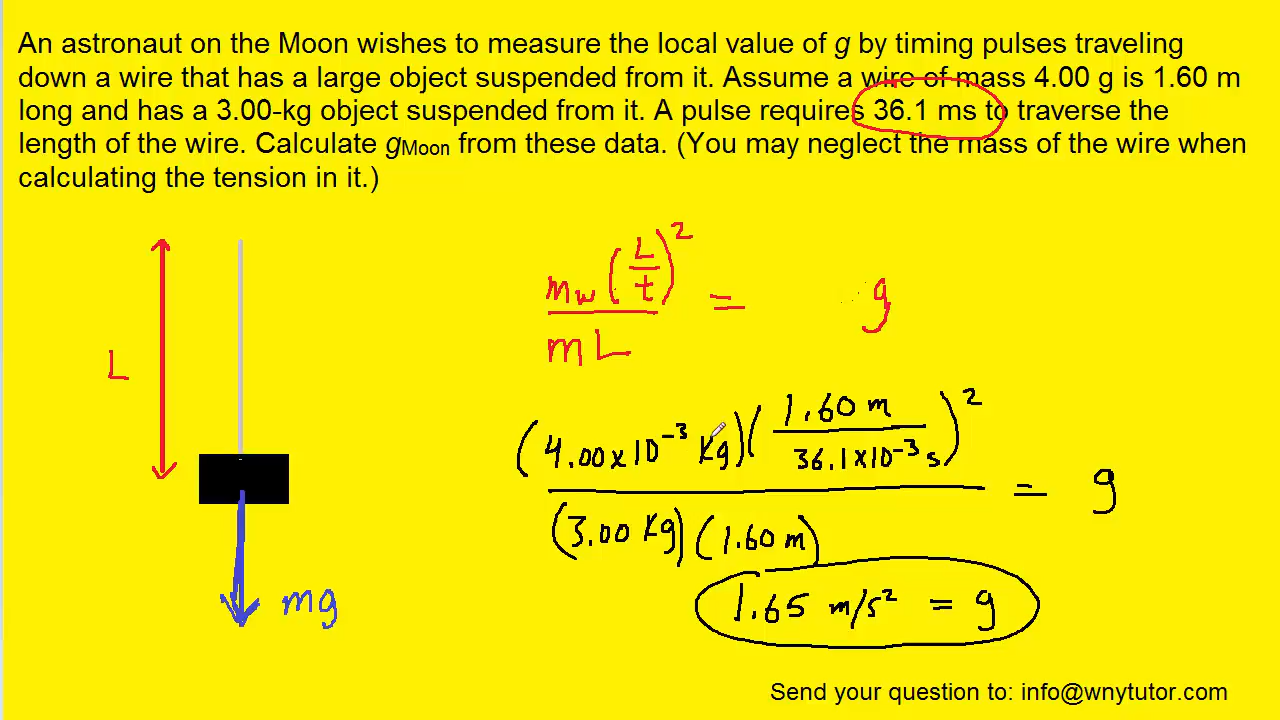 An astronaut on the Moon wishes to measure the local value of g by timing pulses traveling
down a wire that has a large object suspended from it. Assume a wire of mass 4.00 g is 1.60 m
long and has a 3.00-kg object suspended from it. A pulse requires 36.1 ms to traverse the
length of the wire. Calculate gMoon from these data. (You may neglect the mass of the wire when
calculating the tension in it.)
L
mg
mw (L/t)² / mL = g
(4.00x10⁻³ Kg)(1.60 m / 36.1x10⁻³ s)² / (3.00 Kg)(1.60 m) = g
1.65 m/s² = g
Send your question to: info@wnytutor.com